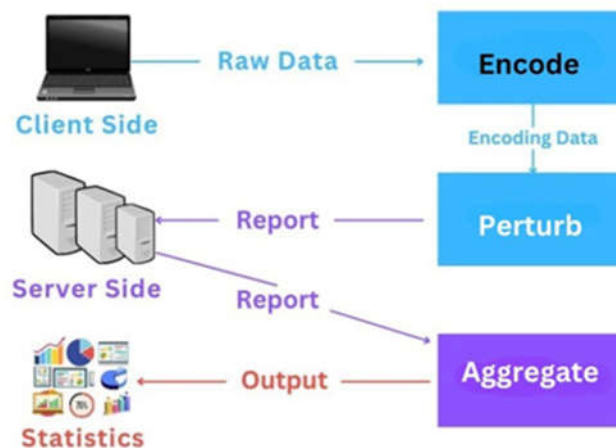 Raw Data
Encode
Client Side
Encoding Data
Report
Perturb
Server Side
Report
Aggregate
Output
Statistics